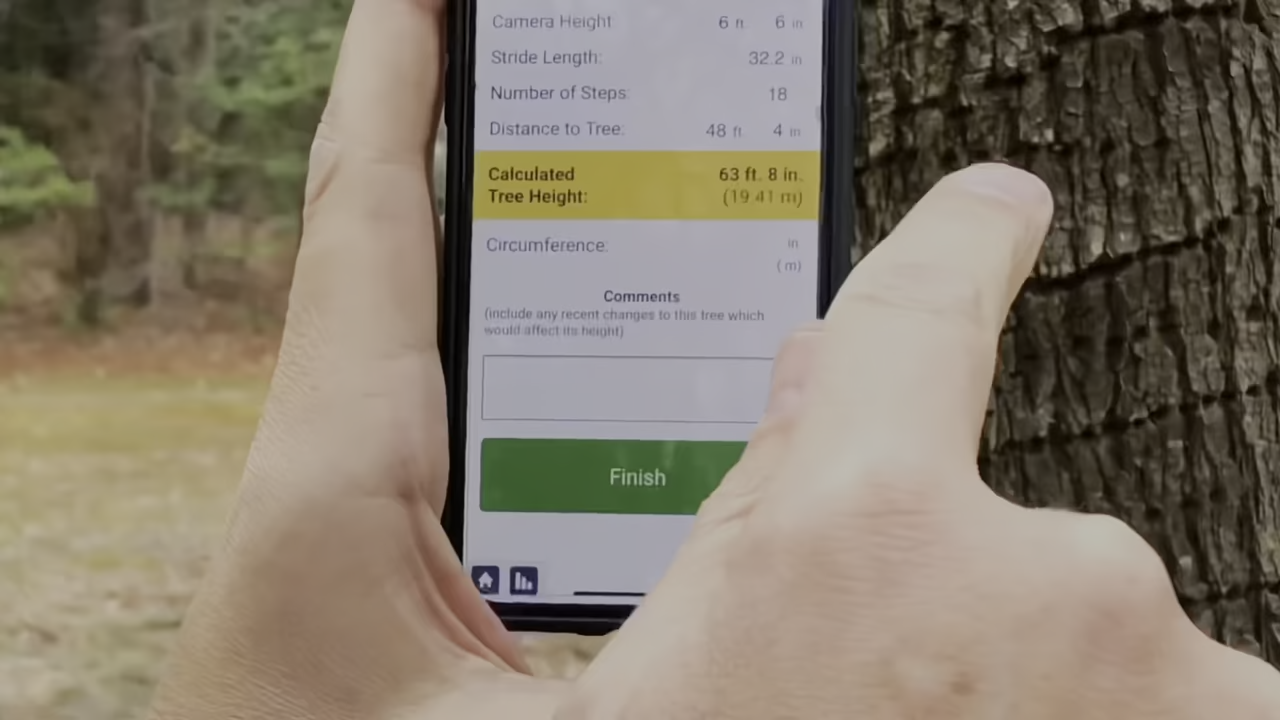 Camera Height 6 ft 6 in
Stride Length: 32.2 in
Number of Steps: 18
Distance to Tree: 48 ft. 4 in
Calculated 63 ft. 8 in.
Tree Height: (19.41 m)
Circumference: in
(m)
Comments
(include any recent changes to this tree which
would affect its height)
Finish